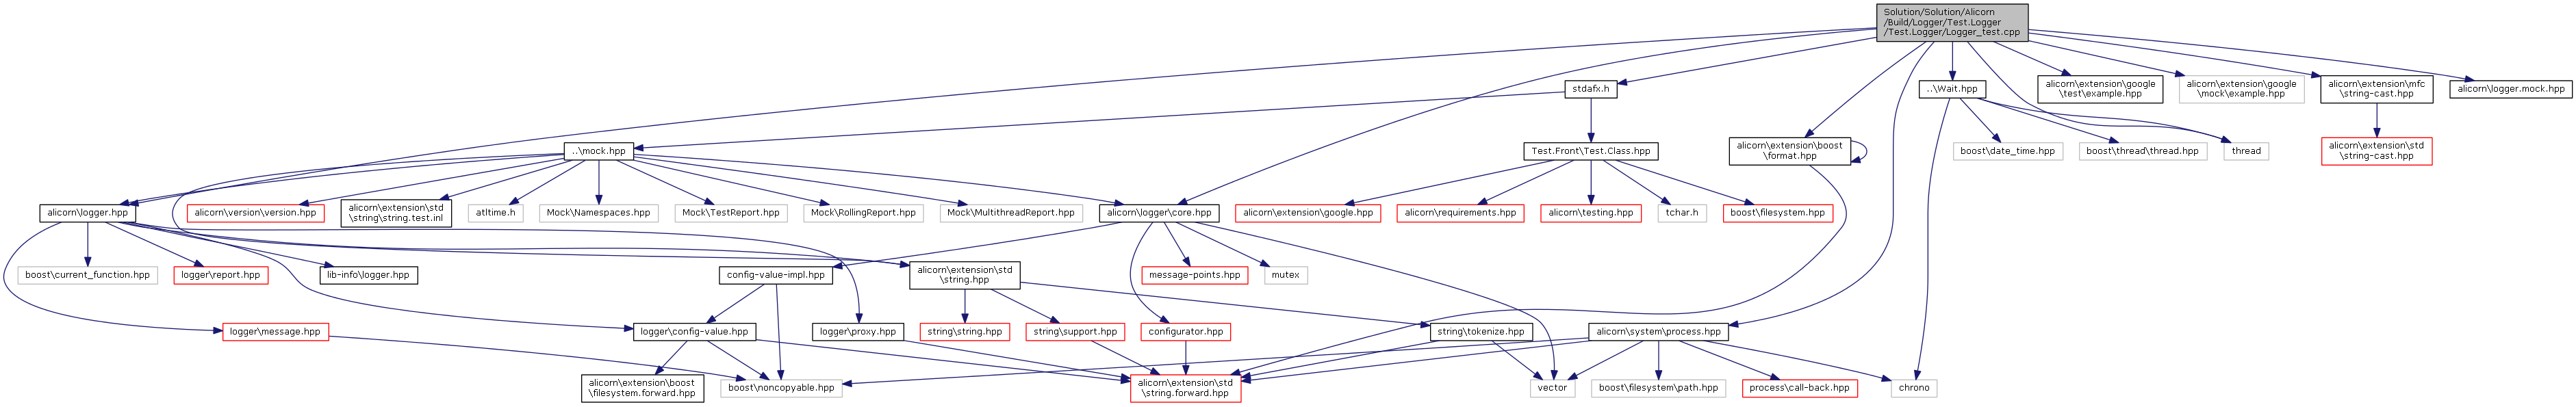 Solution/Solution/Alicorn
/Build/Logger/Test.Logger
/Test.Logger/Logger_test.cpp
stdafx.h
..\Wait.hpp
alicorn\extension\google
\test\example.hpp
alicorn\extension\google
\mock\example.hpp
alicorn\extension\mfc
\string-cast.hpp
alicorn\logger.mock.hpp
..\mock.hpp
Test.Front\Test.Class.hpp
alicorn\extension\boost
\format.hpp
boost\date_time.hpp
boost\thread\thread.hpp
thread
alicorn\extension\std
\string-cast.hpp
alicorn\logger.hpp
alicorn\version\version.hpp
alicorn\extension\std
\string\string.test.inl
atltime.h
Mock\Namespaces.hpp
Mock\TestReport.hpp
Mock\RollingReport.hpp
Mock\MultithreadReport.hpp
alicorn\logger\core.hpp
alicorn\extension\google.hpp
alicorn\requirements.hpp
alicorn\testing.hpp
tchar.h
boost\filesystem.hpp
boost\current_function.hpp
logger\report.hpp
lib-info\logger.hpp
config-value-impl.hpp
alicorn\extension\std
\string.hpp
message-points.hpp
mutex
logger\message.hpp
logger\config-value.hpp
logger\proxy.hpp
string\string.hpp
string\support.hpp
configurator.hpp
string\tokenize.hpp
alicorn\system\process.hpp
alicorn\extension\boost
\filesystem.forward.hpp
boost\noncopyable.hpp
alicorn\extension\std
\string.forward.hpp
vector
boost\filesystem\path.hpp
process\call-back.hpp
chrono